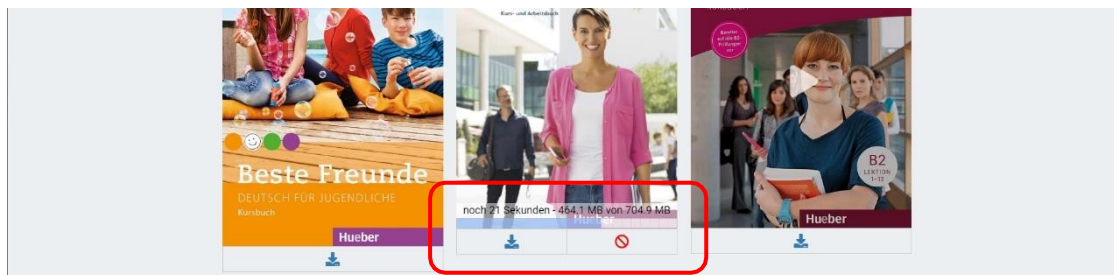 Beste Freunde
DEUTSCH FÜR JUGENDLICHE
Kursbuch
Hueber
Kurs- und Arbeitsbuch
noch 21 Sekunden - 464.1 MB von 704.9 MB
Hueber
B2
LEKTION
1-12
Hueber